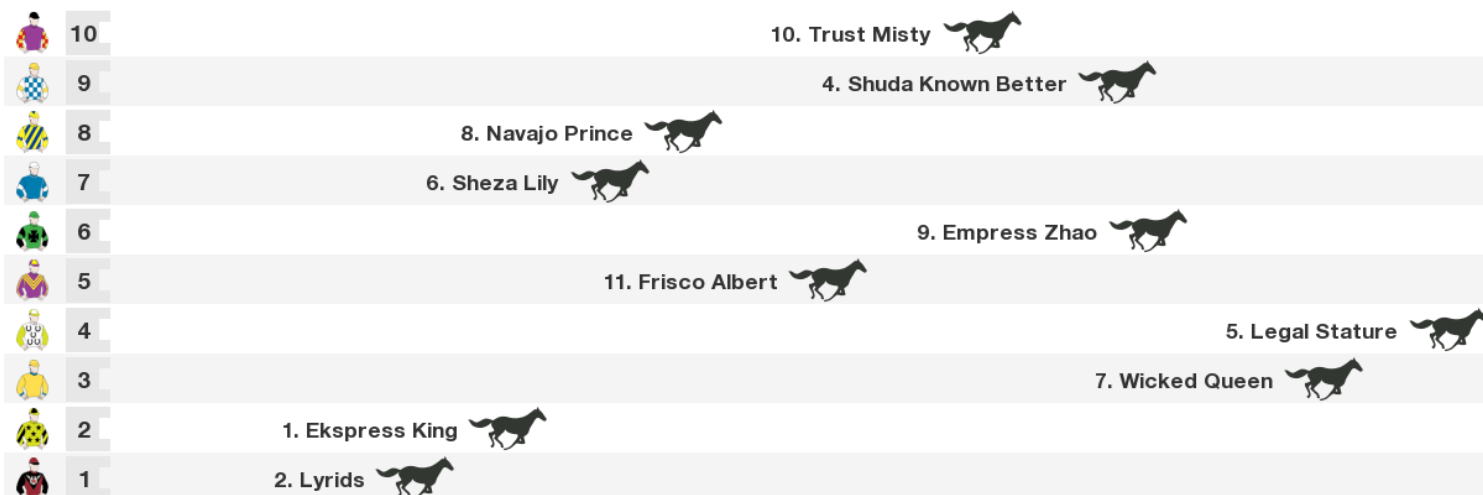 10 10. Trust Misty
9 4. Shuda Known Better
8 8. Navajo Prince
7 6. Sheza Lily
6 9. Empress Zhao
5 11. Frisco Albert
4 5. Legal Stature
3 7. Wicked Queen
2 1. Ekspress King
1 2. Lyrids